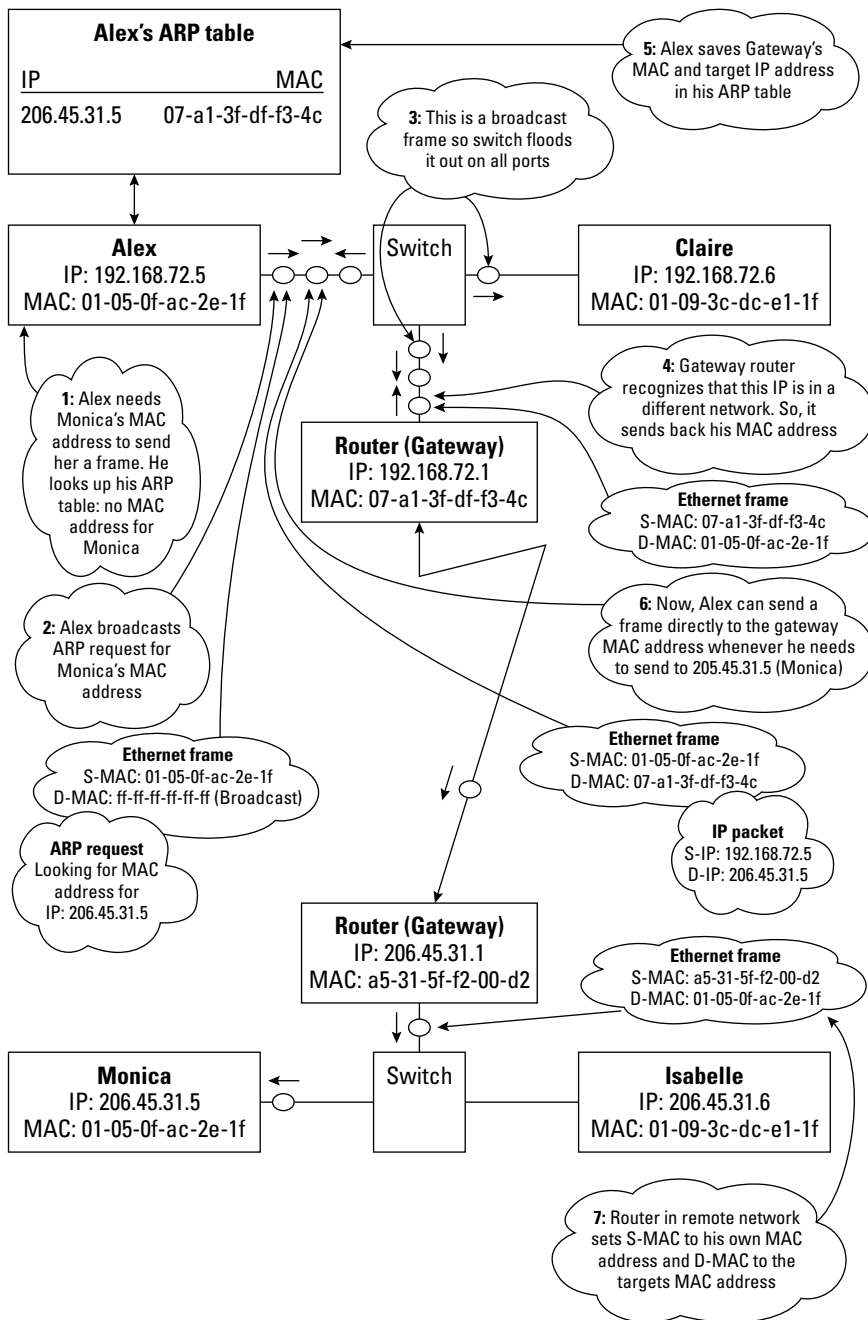 Alex's ARP table
IP MAC
206.45.31.5 07-a1-3f-df-f3-4c
5: Alex saves Gateway's
MAC and target IP address
in his ARP table
3: This is a broadcast
frame so switch floods
it out on all ports
Alex
IP: 192.168.72.5
MAC: 01-05-0f-ac-2e-1f
Switch
Claire
IP: 192.168.72.6
MAC: 01-09-3c-dc-e1-1f
1: Alex needs
Monica's MAC
address to send
her a frame. He
looks up his ARP
table: no MAC
address for
Monica
4: Gateway router
recognizes that this IP is in a
different network. So, it
sends back his MAC address
Router (Gateway)
IP: 192.168.72.1
MAC: 07-a1-3f-df-f3-4c
Ethernet frame
S-MAC: 07-a1-3f-df-f3-4c
D-MAC: 01-05-0f-ac-2e-1f
2: Alex broadcasts
ARP request for
Monica's MAC
address
6: Now, Alex can send a
frame directly to the gateway
MAC address whenever he needs
to send to 205.45.31.5 (Monica)
Ethernet frame
S-MAC: 01-05-0f-ac-2e-1f
D-MAC: ff-ff-ff-ff-ff-ff (Broadcast)
Ethernet frame
S-MAC: 01-05-0f-ac-2e-1f
D-MAC: 07-a1-3f-df-f3-4c
ARP request
Looking for MAC
address for
IP: 206.45.31.5
IP packet
S-IP: 192.168.72.5
D-IP: 206.45.31.5
Router (Gateway)
IP: 206.45.31.1
MAC: a5-31-5f-f2-00-d2
Ethernet frame
S-MAC: a5-31-5f-f2-00-d2
D-MAC: 01-05-0f-ac-2e-1f
Monica
IP: 206.45.31.5
MAC: 01-05-0f-ac-2e-1f
Switch
Isabelle
IP: 206.45.31.6
MAC: 01-09-3c-dc-e1-1f
7: Router in remote network
sets S-MAC to his own MAC
address and D-MAC to the
targets MAC address